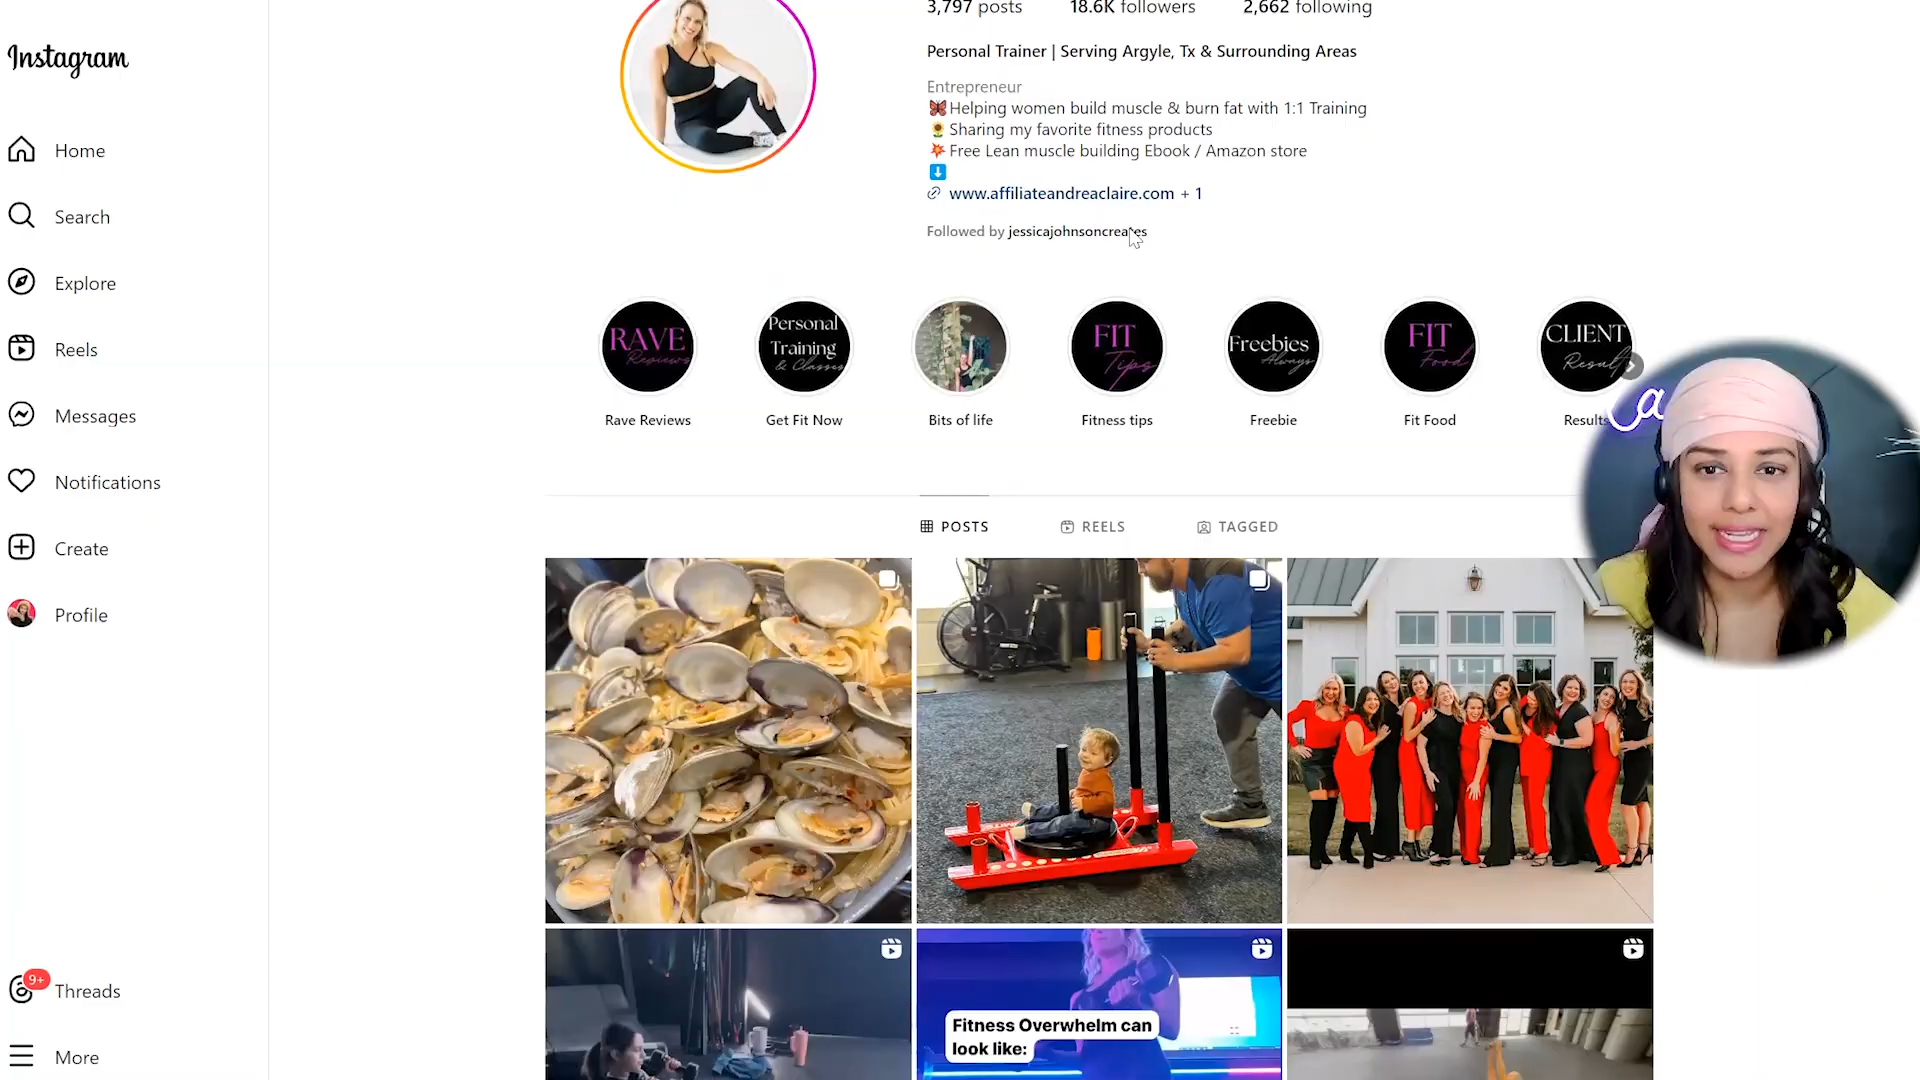 3,797 posts 18.6K followers 2,662 following
Instagram
Personal Trainer | Serving Argyle, Tx & Surrounding Areas
Entrepreneur
Helping women build muscle & burn fat with 1:1 Training
Sharing my favorite fitness products
Free Lean muscle building Ebook / Amazon store
www.affiliateandreaclaire.com + 1
Followed by jessicajohnsoncreates
Home
Search
Explore
Reels
Messages
Notifications
Create
Profile
9+
Threads
More
RAVE
Reviews
Personal
Training
& Classes
FIT
Tips
Freebies
Always
FIT
Food
CLIENT
Result
Rave Reviews
Get Fit Now
Bits of life
Fitness tips
Freebie
Fit Food
Results
POSTS
REELS
TAGGED
Fitness Overwhelm can
look like: